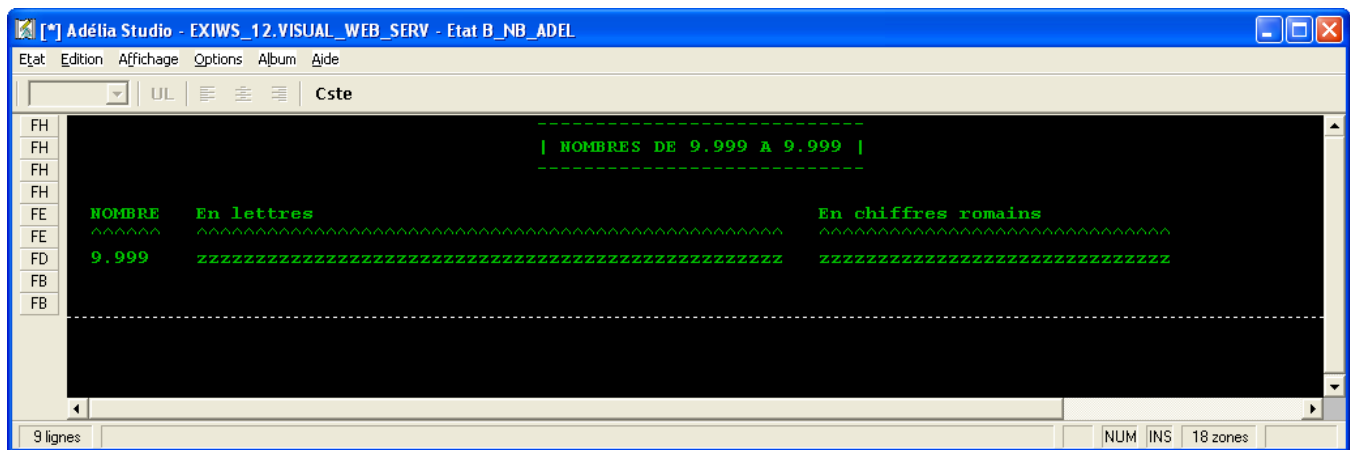 [*] Adélia Studio - EXIWS_12.VISUAL_WEB_SERV - Etat B_NB_ADEL
Etat Edition Affichage Options Album Aide
UL Cste
FH ----------------------------
FH | NOMBRES DE 9.999 A 9.999 |
FH ----------------------------
FH
FE NOMBRE En lettres En chiffres romains
FE ^^^^^^ ^^^^^^^^^^^^^^^^^^^^^^^^^^^^^^^^^^^^^^^^^^^^^^^^^^ ^^^^^^^^^^^^^^^^^^^^^^^^^^^^^^
FD 9.999 zzzzzzzzzzzzzzzzzzzzzzzzzzzzzzzzzzzzzzzzzzzzzzzzzz zzzzzzzzzzzzzzzzzzzzzzzzzzzzzz
FB
FB
9 lignes NUM INS 18 zones